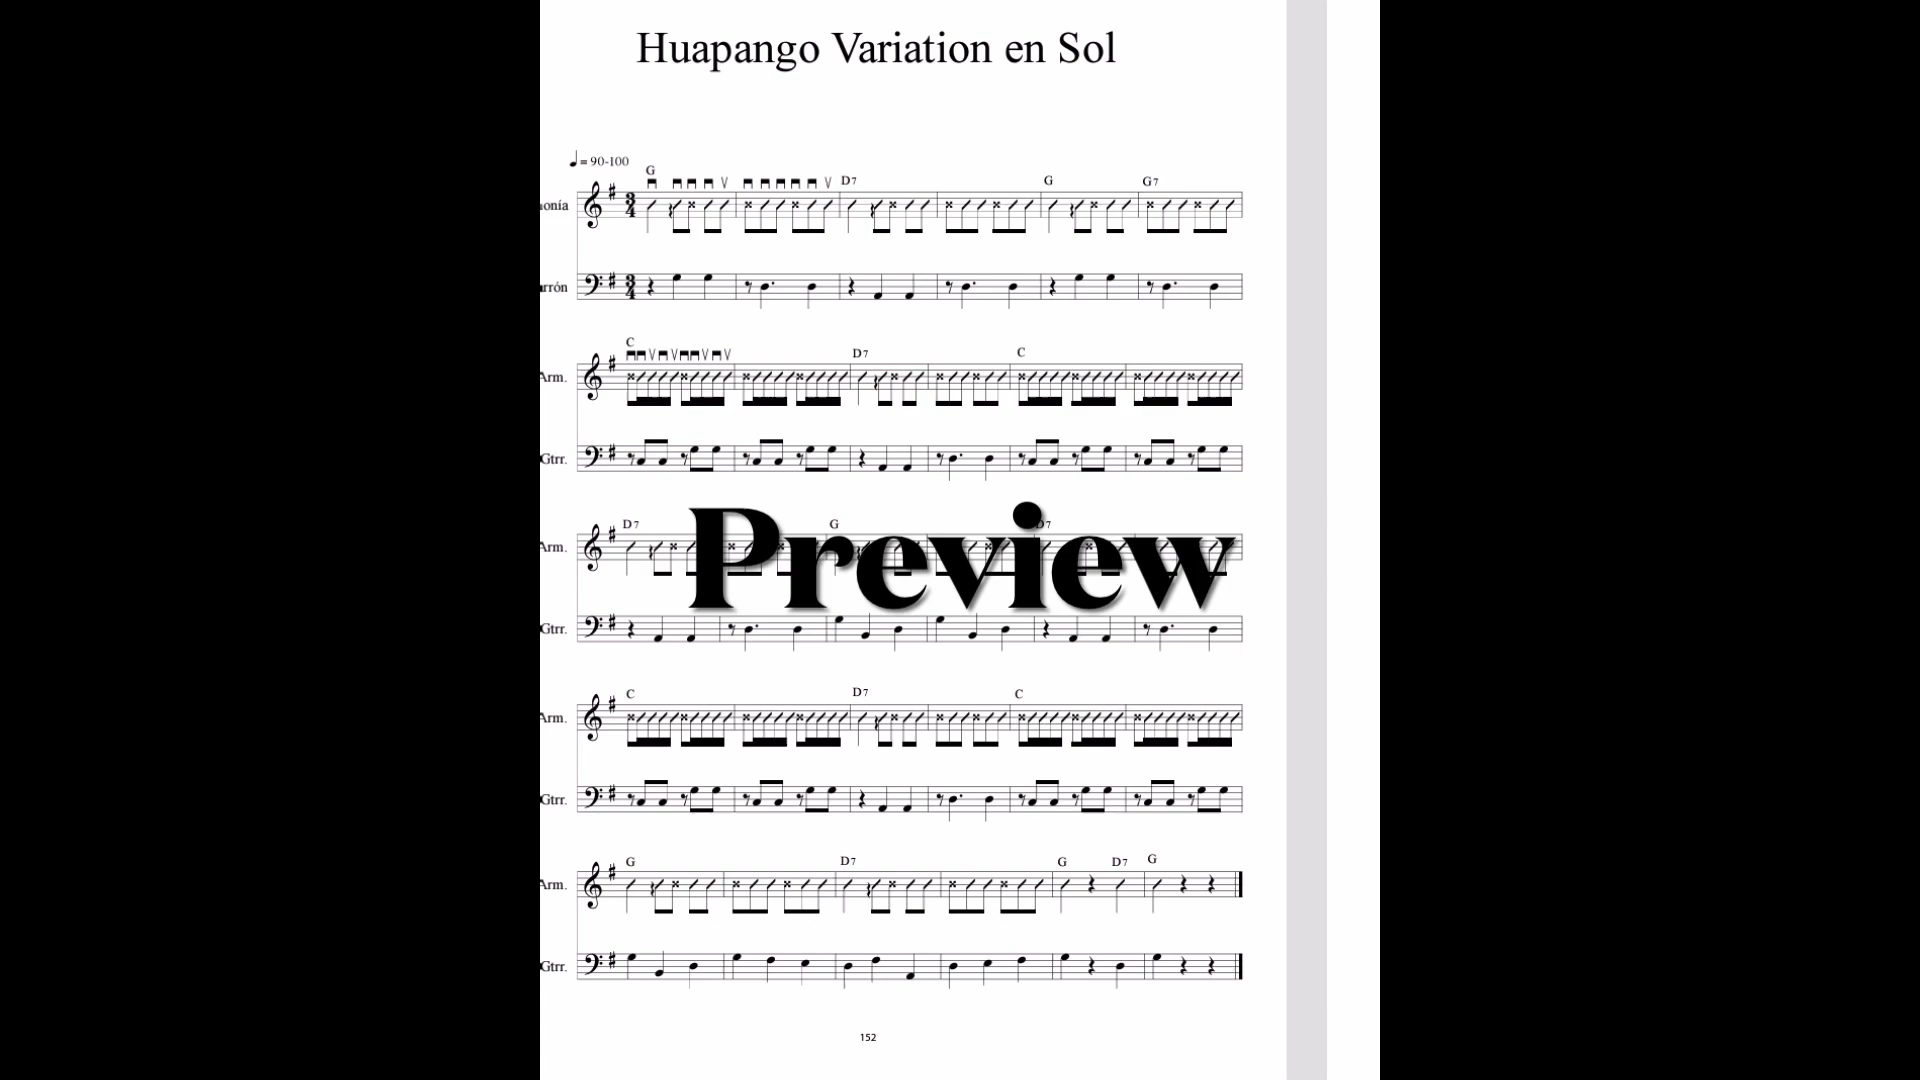 Huapango Variation en Sol
= 90-100
G D7 G G7
onía
rrón
C D7 C
Arm.
Gtrr.
D7 G D7
Arm.
Preview
Gtrr.
C D7 C
Arm.
Gtrr.
G D7 G D7 G
Arm.
Gtrr.
152